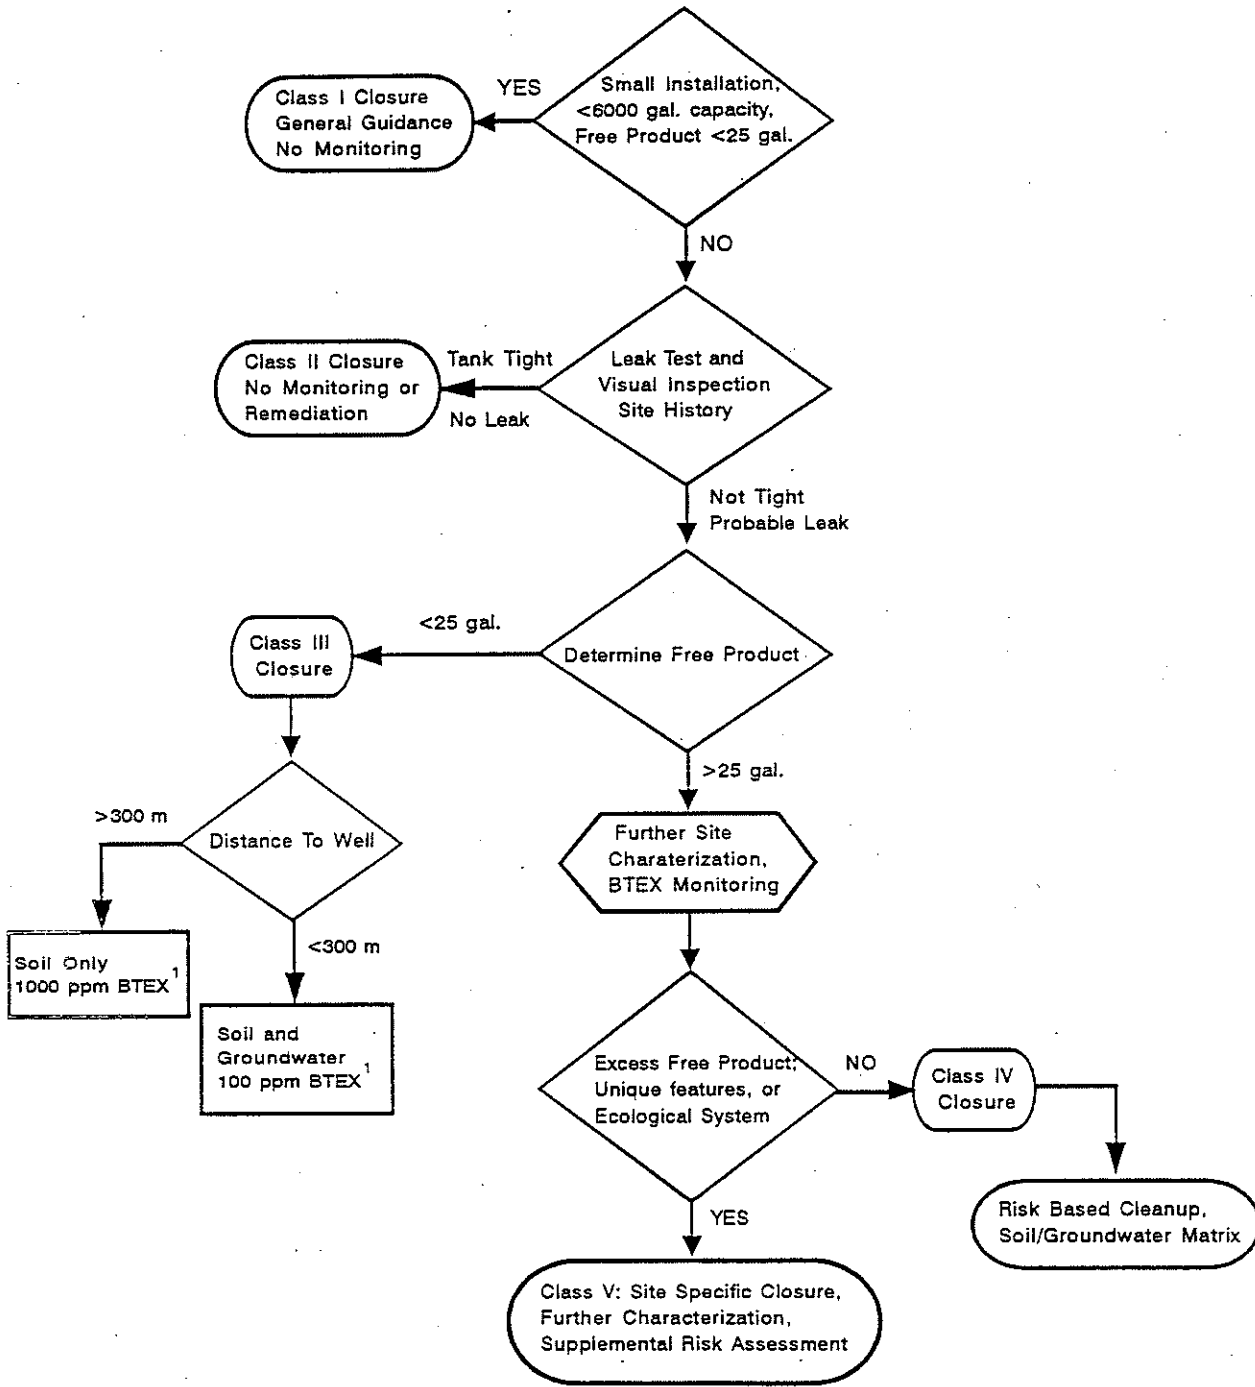 Small Installation,
<6000 gal. capacity,
Free Product <25 gal.
YES
Class I Closure
General Guidance
No Monitoring
NO
Leak Test and
Visual Inspection
Site History
Tank Tight
No Leak
Class II Closure
No Monitoring or
Remediation
Not Tight
Probable Leak
Determine Free Product
<25 gal.
Class III
Closure
Distance To Well
>300 m
Soil Only
1000 ppm BTEX¹
<300 m
Soil and
Groundwater
100 ppm BTEX¹
>25 gal.
Further Site
Charaterization,
BTEX Monitoring
Excess Free Product;
Unique features, or
Ecological System
NO
Class IV
Closure
Risk Based Cleanup,
Soil/Groundwater Matrix
YES
Class V: Site Specific Closure,
Further Characterization,
Supplemental Risk Assessment